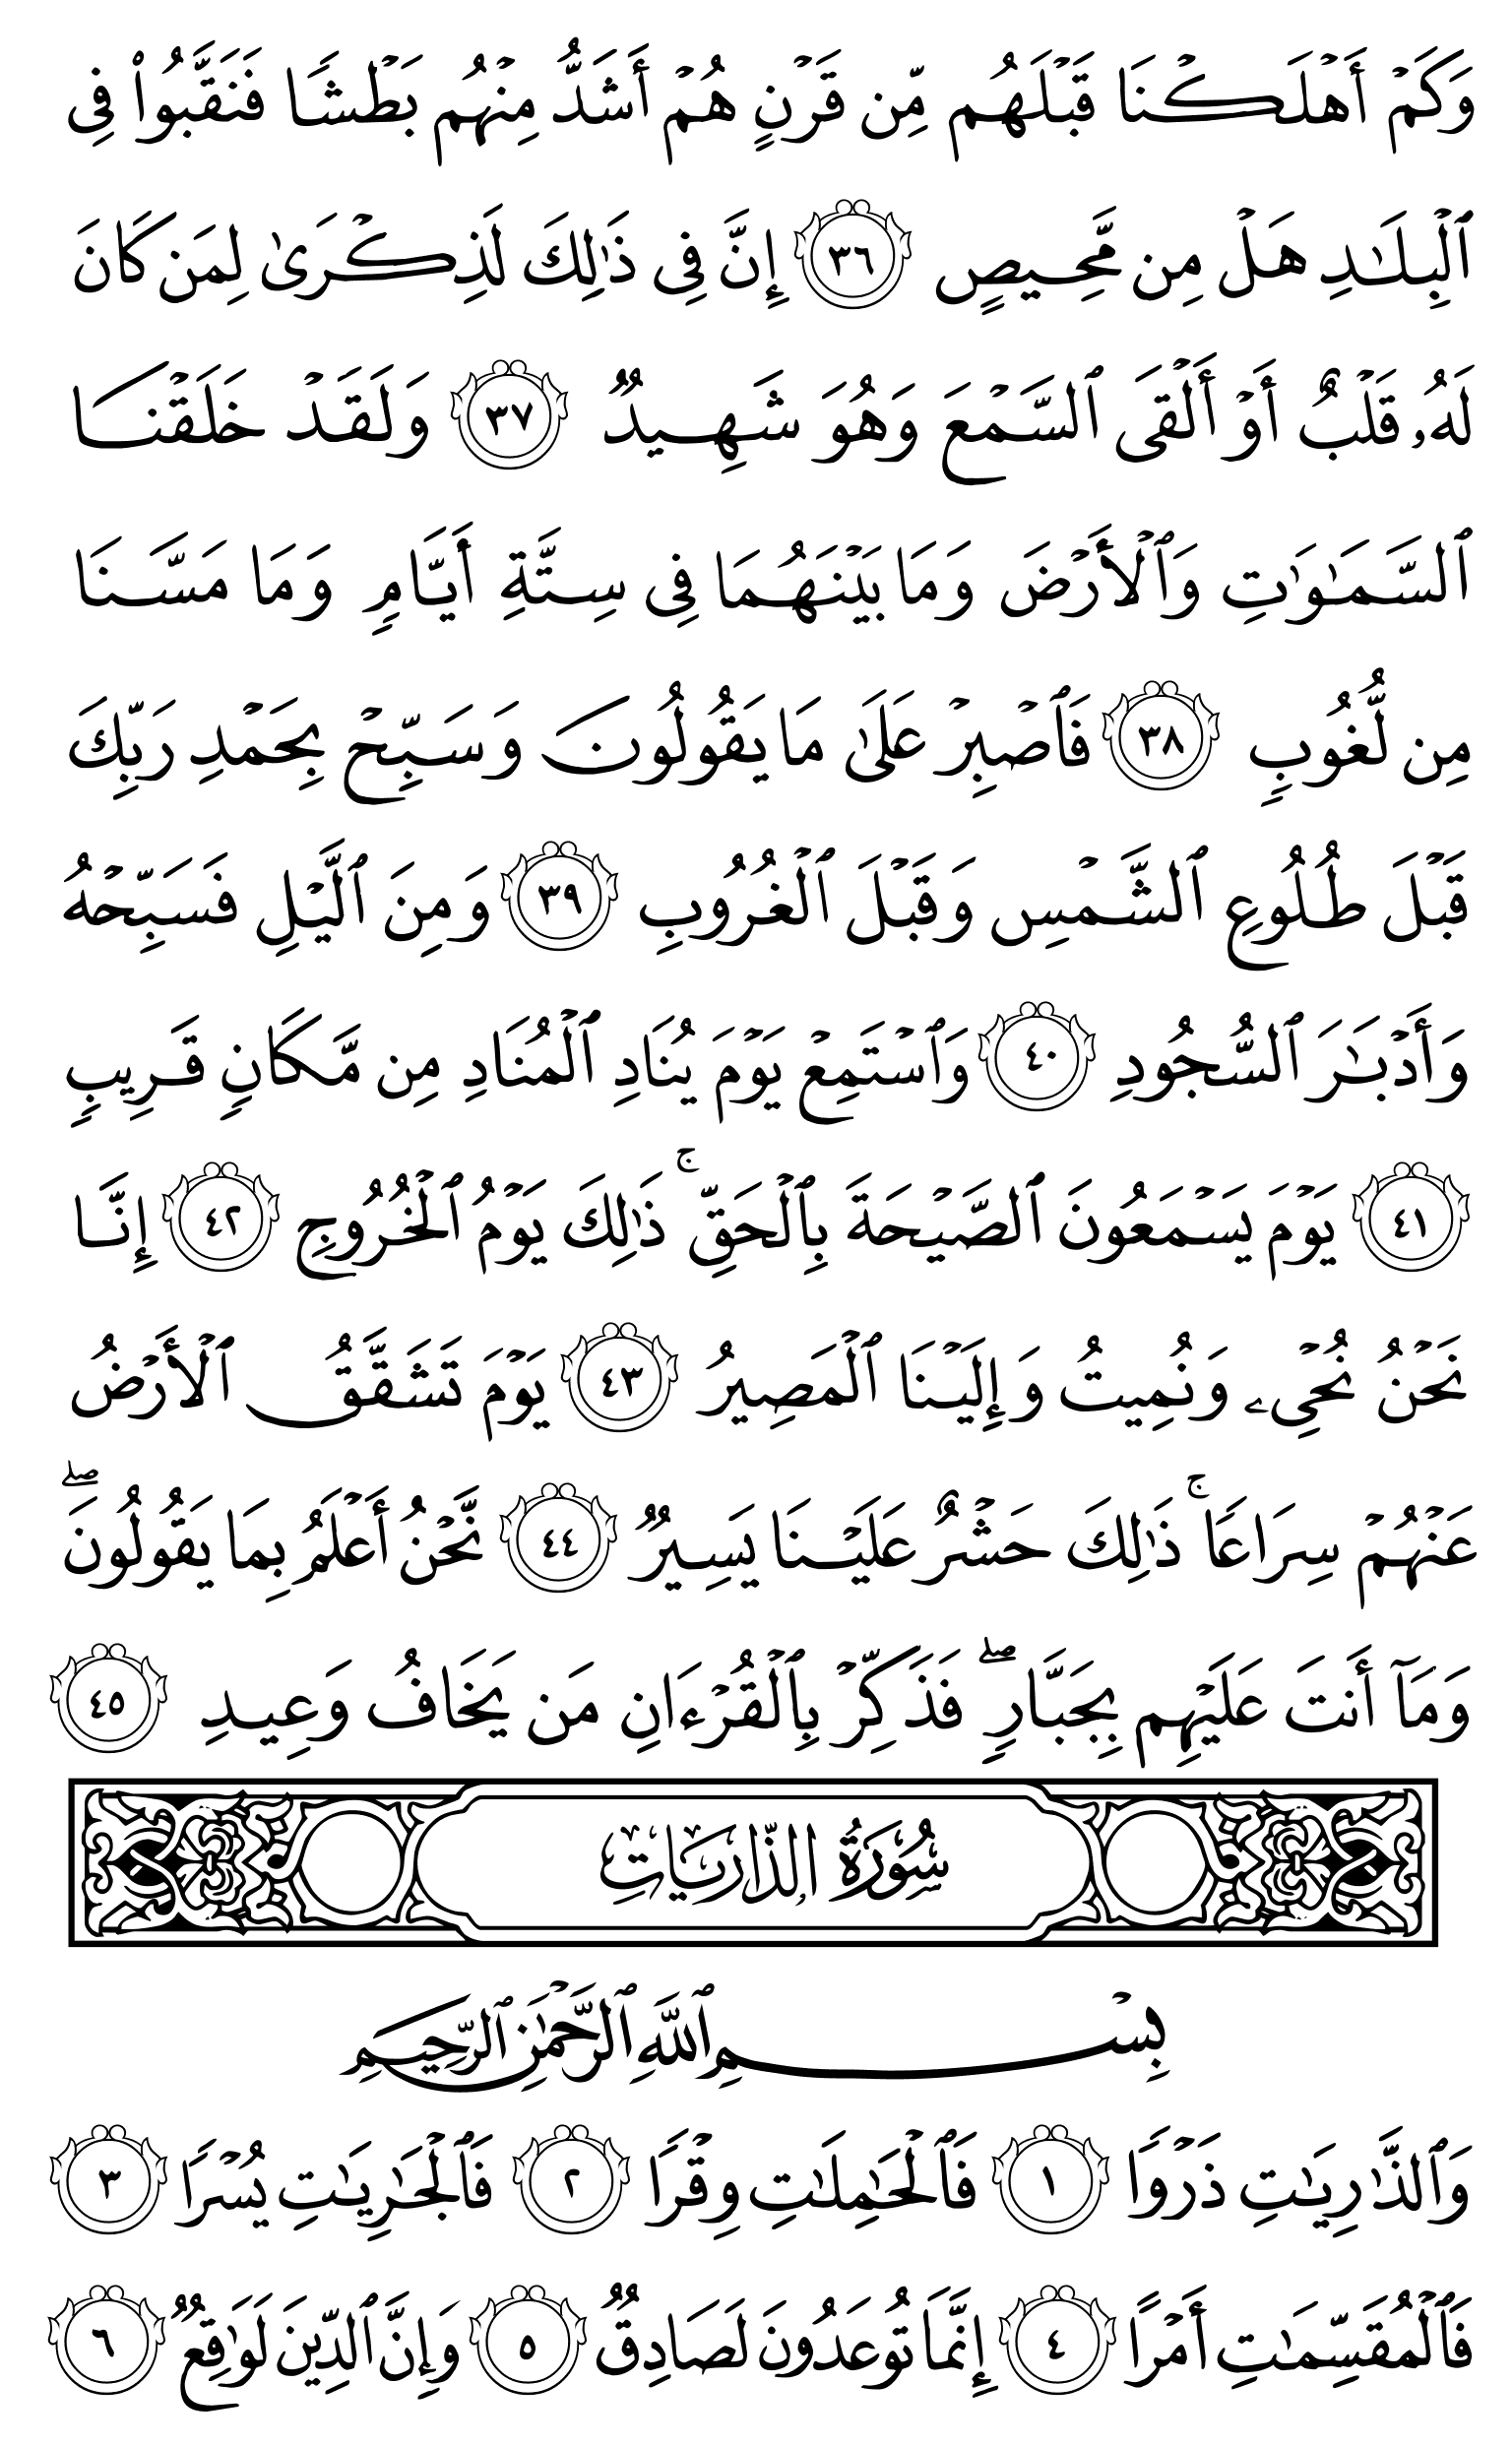 وَكَمۡ أَهۡلَكۡنَا قَبۡلَهُم مِّن قَرۡنٍ هُمۡ أَشَدُّ مِنۡهُم بَطۡشٗا فَنَقَّبُواْ فِي
ٱلۡبِلَٰدِ هَلۡ مِن مَّحِيصٍ ٣٦ إِنَّ فِي ذَٰلِكَ لَذِكۡرَىٰ لِمَن كَانَ
لَهُۥ قَلۡبٌ أَوۡ أَلۡقَى ٱلسَّمۡعَ وَهُوَ شَهِيدٞ ٣٧ وَلَقَدۡ خَلَقۡنَا
ٱلسَّمَٰوَٰتِ وَٱلۡأَرۡضَ وَمَا بَيۡنَهُمَا فِي سِتَّةِ أَيَّامٖ وَمَا مَسَّنَا
مِن لُّغُوبٖ ٣٨ فَٱصۡبِرۡ عَلَىٰ مَا يَقُولُونَ وَسَبِّحۡ بِحَمۡدِ رَبِّكَ
قَبۡلَ طُلُوعِ ٱلشَّمۡسِ وَقَبۡلَ ٱلۡغُرُوبِ ٣٩ وَمِنَ ٱلَّيۡلِ فَسَبِّحۡهُ
وَأَدۡبَٰرَ ٱلسُّجُودِ ٤٠ وَٱسۡتَمِعۡ يَوۡمَ يُنَادِ ٱلۡمُنَادِ مِن مَّكَانٖ قَرِيبٖ
٤١ يَوۡمَ يَسۡمَعُونَ ٱلصَّيۡحَةَ بِٱلۡحَقِّۚ ذَٰلِكَ يَوۡمُ ٱلۡخُرُوجِ ٤٢ إِنَّا
نَحۡنُ نُحۡيِۦ وَنُمِيتُ وَإِلَيۡنَا ٱلۡمَصِيرُ ٤٣ يَوۡمَ تَشَقَّقُ ٱلۡأَرۡضُ
عَنۡهُمۡ سِرَاعٗاۚ ذَٰلِكَ حَشۡرٌ عَلَيۡنَا يَسِيرٞ ٤٤ نَّحۡنُ أَعۡلَمُ بِمَا يَقُولُونَۖ
وَمَآ أَنتَ عَلَيۡهِم بِجَبَّارٖۖ فَذَكِّرۡ بِٱلۡقُرۡءَانِ مَن يَخَافُ وَعِيدِ ٤٥
سُورَةُ الذَّارِيَاتِ
بِسۡمِ ٱللَّهِ ٱلرَّحۡمَٰنِ ٱلرَّحِيمِ
وَٱلذَّٰرِيَٰتِ ذَرۡوٗا ١ فَٱلۡحَٰمِلَٰتِ وِقۡرٗا ٢ فَٱلۡجَٰرِيَٰتِ يُسۡرٗا ٣
فَٱلۡمُقَسِّمَٰتِ أَمۡرًا ٤ إِنَّمَا تُوعَدُونَ لَصَادِقٞ ٥ وَإِنَّ ٱلدِّينَ لَوَٰقِعٞ ٦